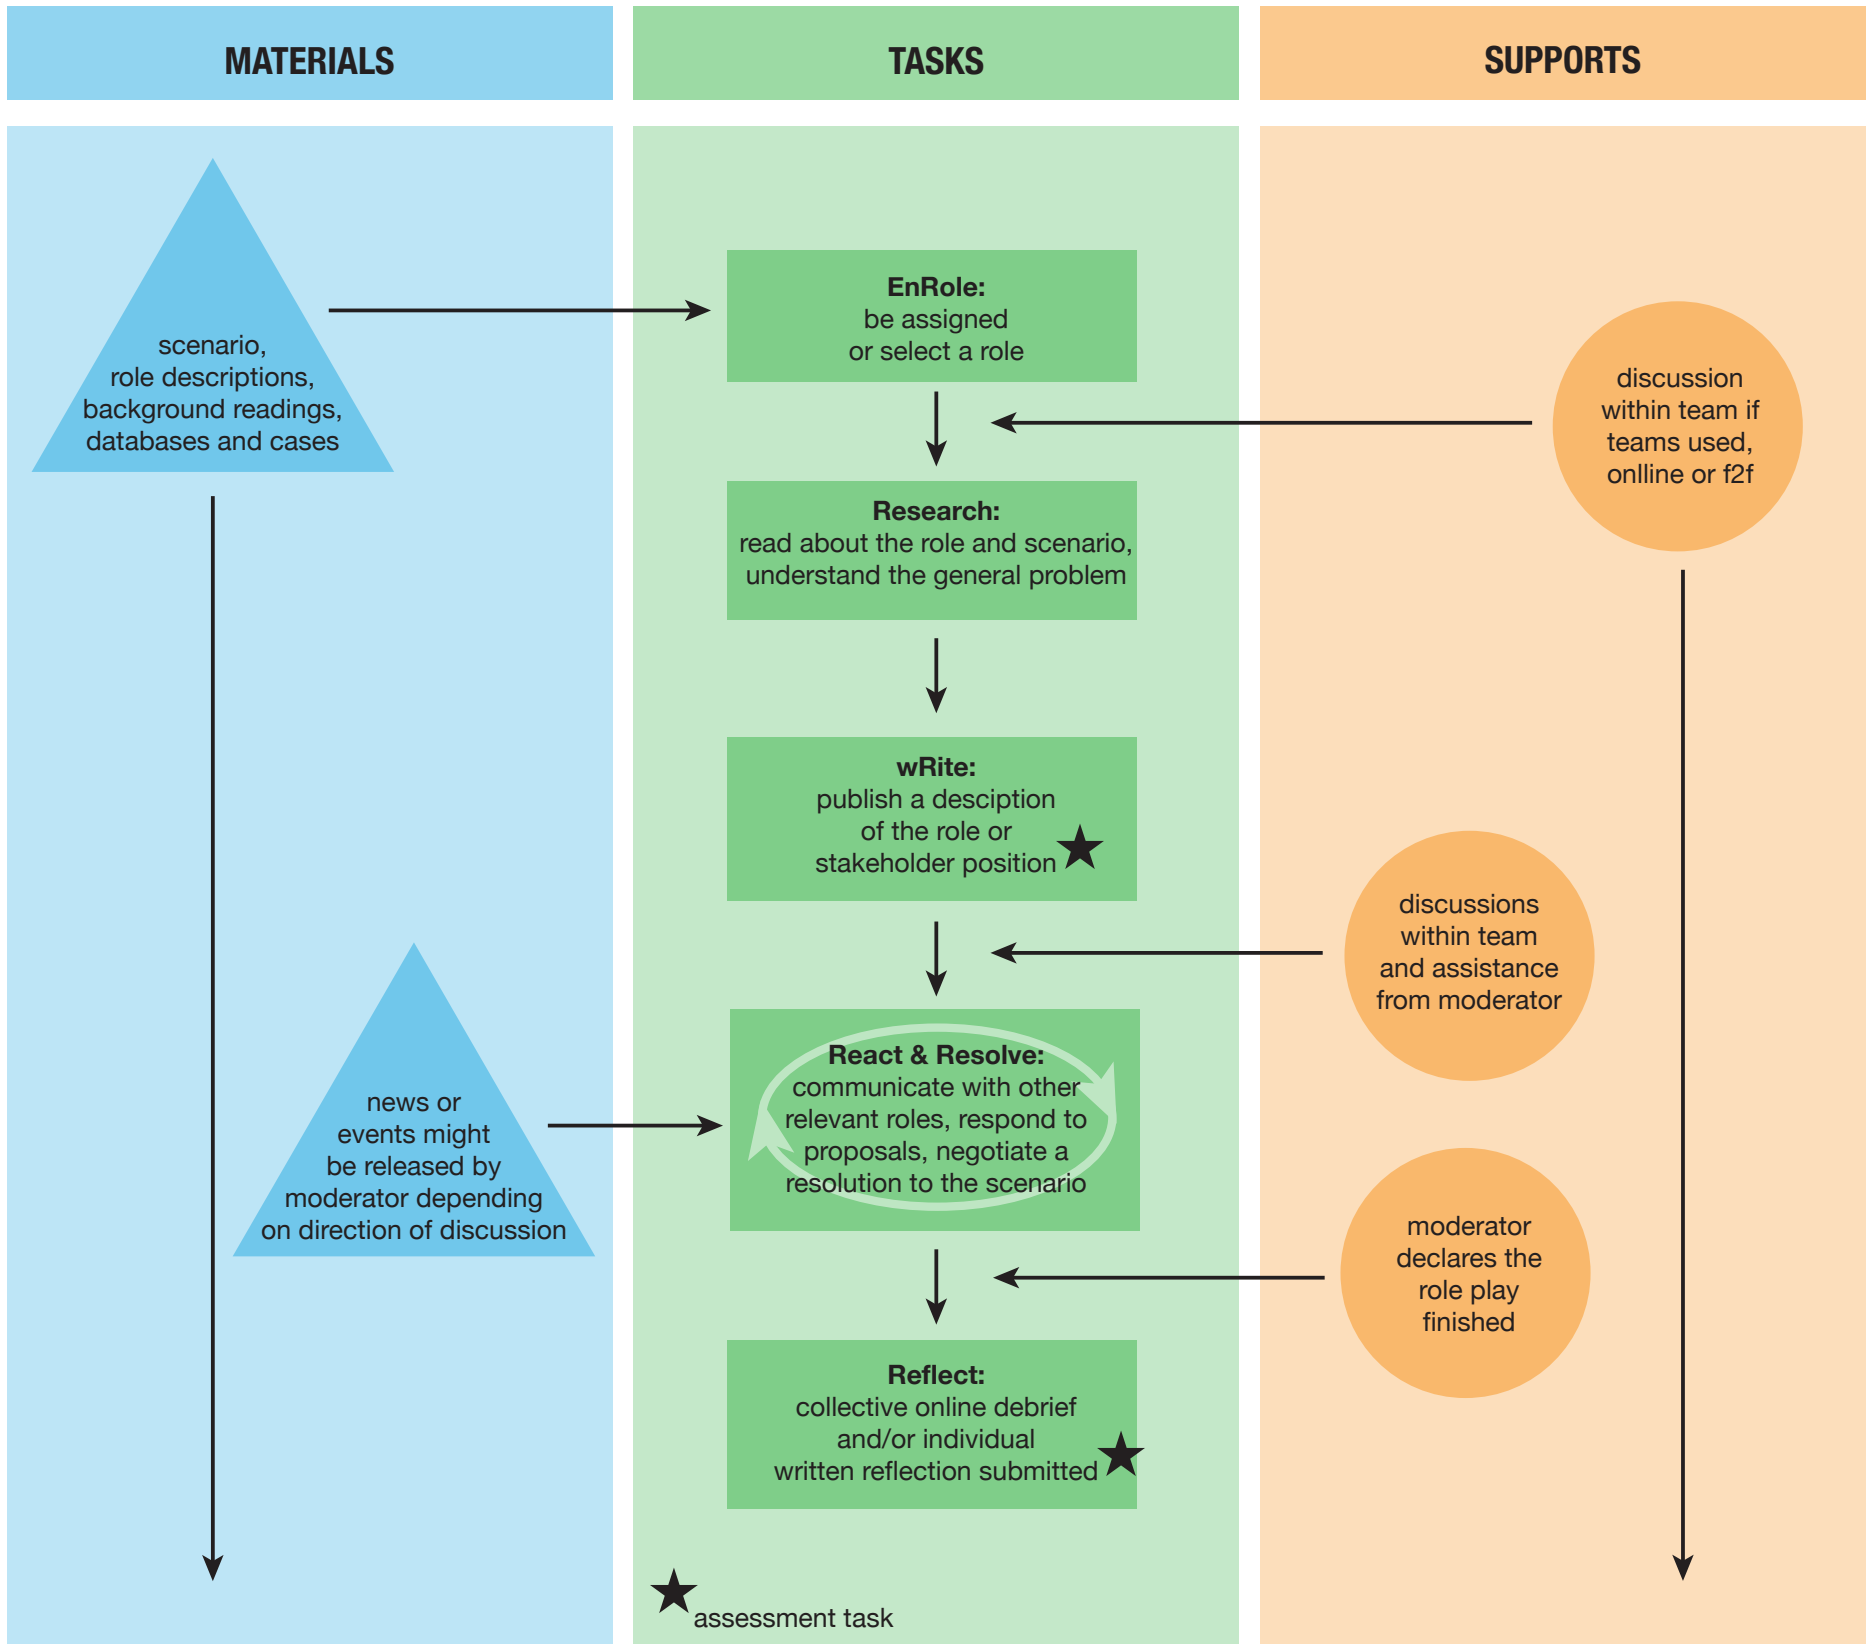 MATERIALS
TASKS
SUPPORTS
scenario,
role descriptions,
background readings,
databases and cases
EnRole:
be assigned
or select a role
discussion
within team if
teams used,
onlline or f2f
Research:
read about the role and scenario,
understand the general problem
wRite:
publish a desciption
of the role or
stakeholder position
discussions
within team
and assistance
from moderator
news or
events might
be released by
moderator depending
on direction of discussion
React & Resolve:
communicate with other
relevant roles, respond to
proposals, negotiate a
resolution to the scenario
moderator
declares the
role play
finished
Reflect:
collective online debrief
and/or individual
written reflection submitted
assessment task